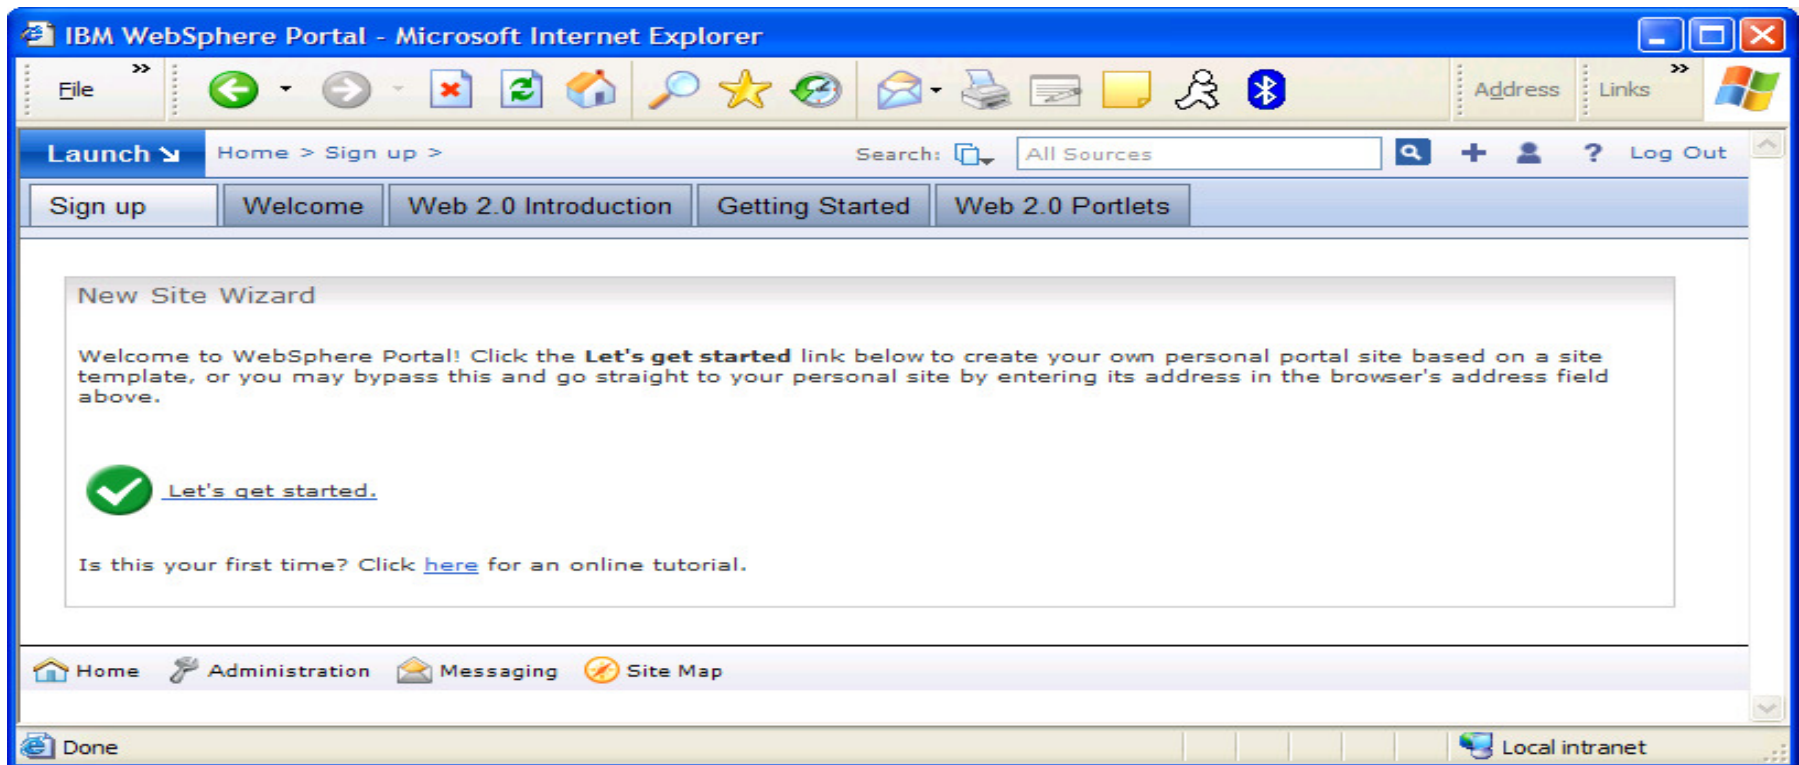 IBM WebSphere Portal - Microsoft Internet Explorer
File » Address Links »
Launch Home > Sign up > Search: All Sources + ? Log Out
Sign up Welcome Web 2.0 Introduction Getting Started Web 2.0 Portlets
New Site Wizard
Welcome to WebSphere Portal! Click the Let's get started link below to create your own personal portal site based on a site
template, or you may bypass this and go straight to your personal site by entering its address in the browser's address field
above.
Let's get started.
Is this your first time? Click here for an online tutorial.
Home Administration Messaging Site Map
Done Local intranet